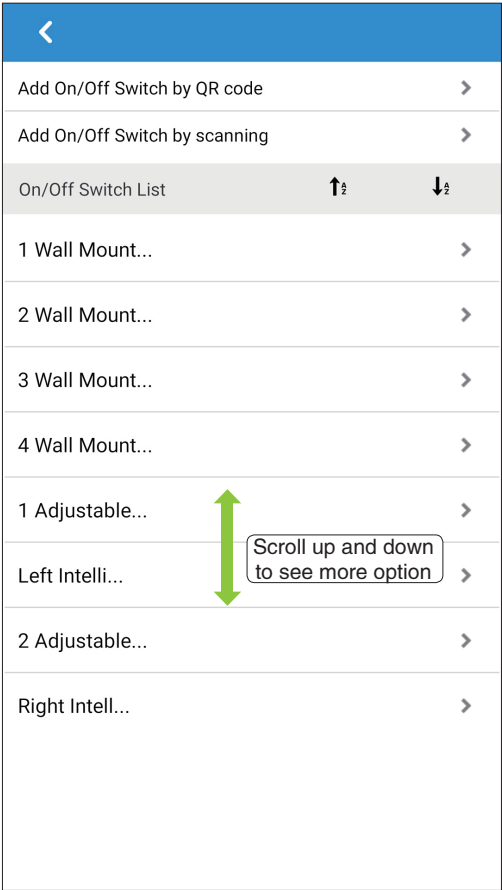 Add On/Off Switch by QR code
Add On/Off Switch by scanning
On/Off Switch List A Z A Z
1 Wall Mount...
2 Wall Mount...
3 Wall Mount...
4 Wall Mount...
1 Adjustable...
Scroll up and down
to see more option
Left Intelli...
2 Adjustable...
Right Intell...